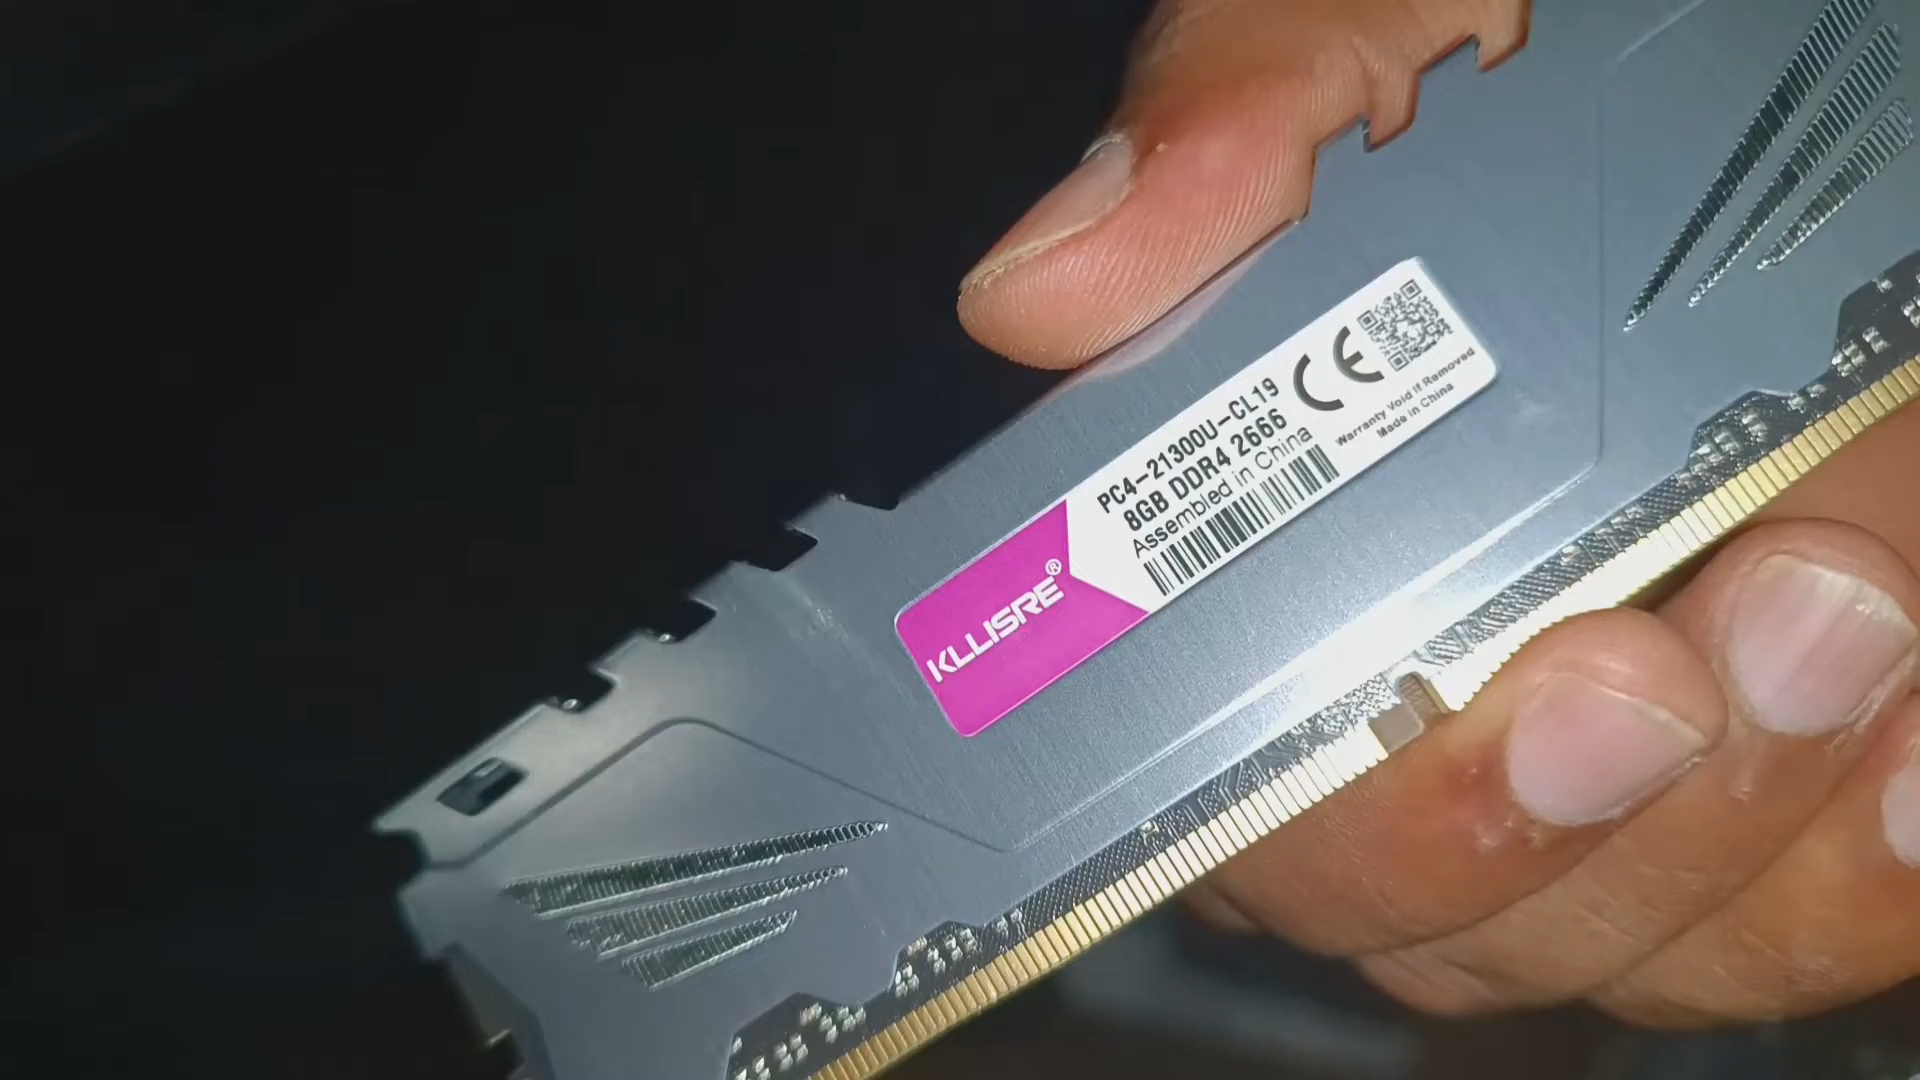 KLLISRE®
PC4-21300U-CL19
8GB DDR4 2666
Assembled in China
CE
Warranty Void If Removed
Made in China